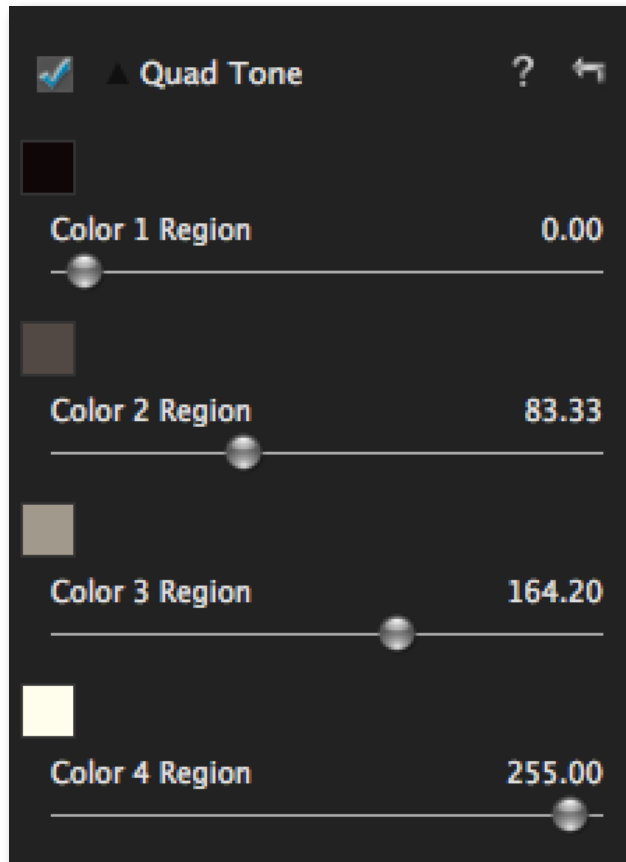 Quad Tone ?
Color 1 Region 0.00
Color 2 Region 83.33
Color 3 Region 164.20
Color 4 Region 255.00